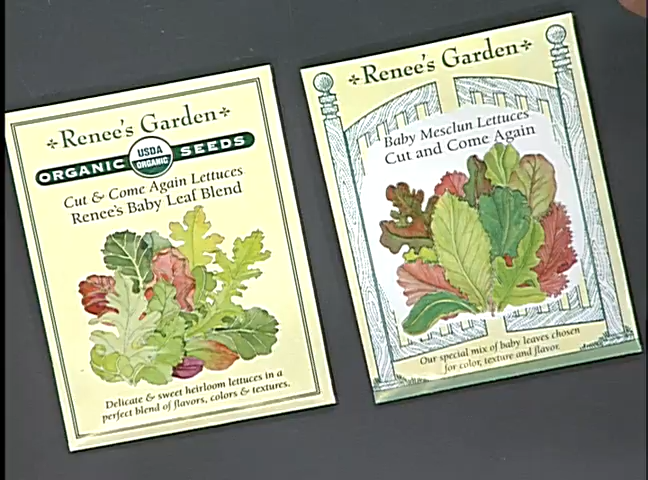 *Renee's Garden*
ORGANIC USDA ORGANIC SEEDS
Cut & Come Again Lettuces
Renee's Baby Leaf Blend
Delicate & sweet heirloom lettuces in a
perfect blend of flavors, colors & textures.
*Renee's Garden*
Baby Mesclun Lettuces
Cut and Come Again
Our special mix of baby leaves chosen
for color, texture and flavor.